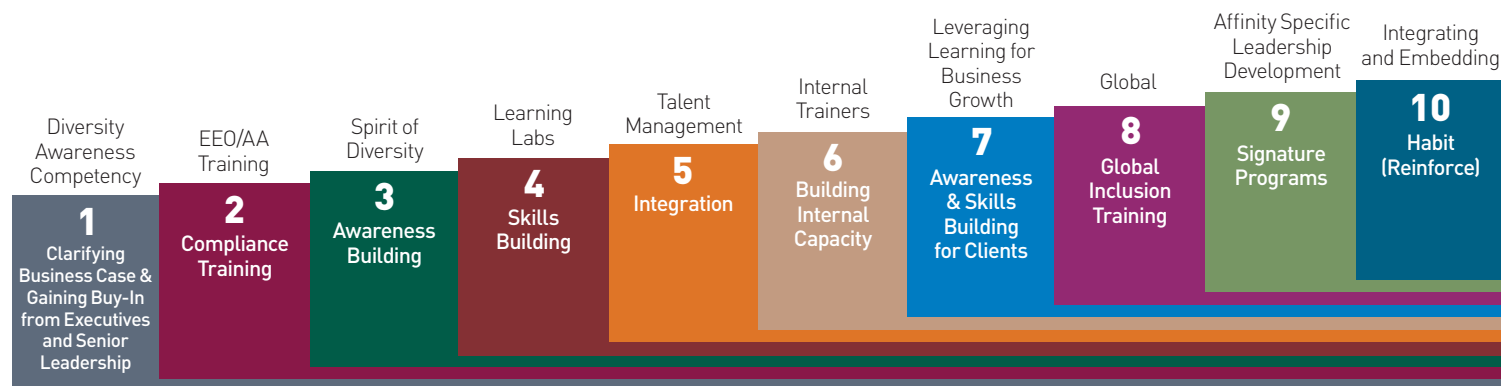 Diversity
Awareness
Competency
1
Clarifying
Business Case &
Gaining Buy-In
from Executives
and Senior
Leadership
EEO/AA
Training
2
Compliance
Training
Spirit of
Diversity
3
Awareness
Building
Learning
Labs
4
Skills
Building
Talent
Management
5
Integration
Internal
Trainers
6
Building
Internal
Capacity
Leveraging
Learning for
Business
Growth
7
Awareness
& Skills
Building
for Clients
Global
8
Global
Inclusion
Training
Affinity Specific
Leadership
Development
9
Signature
Programs
Integrating
and Embedding
10
Habit
(Reinforce)